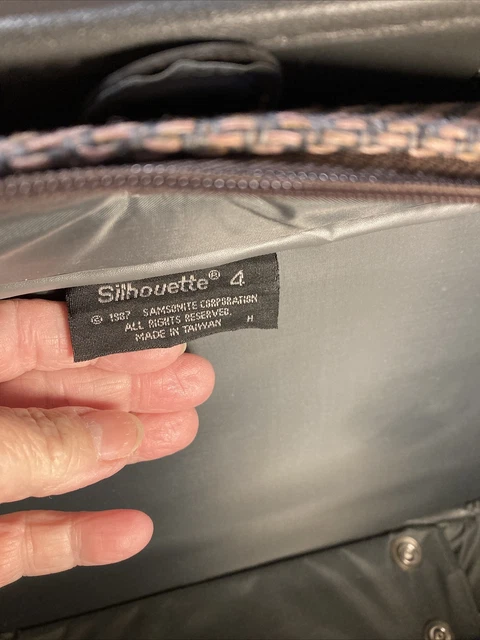 Silhouette® 4
© 1987 SAMSONITE CORPORATION
ALL RIGHTS RESERVED.
MADE IN TAIWAN H